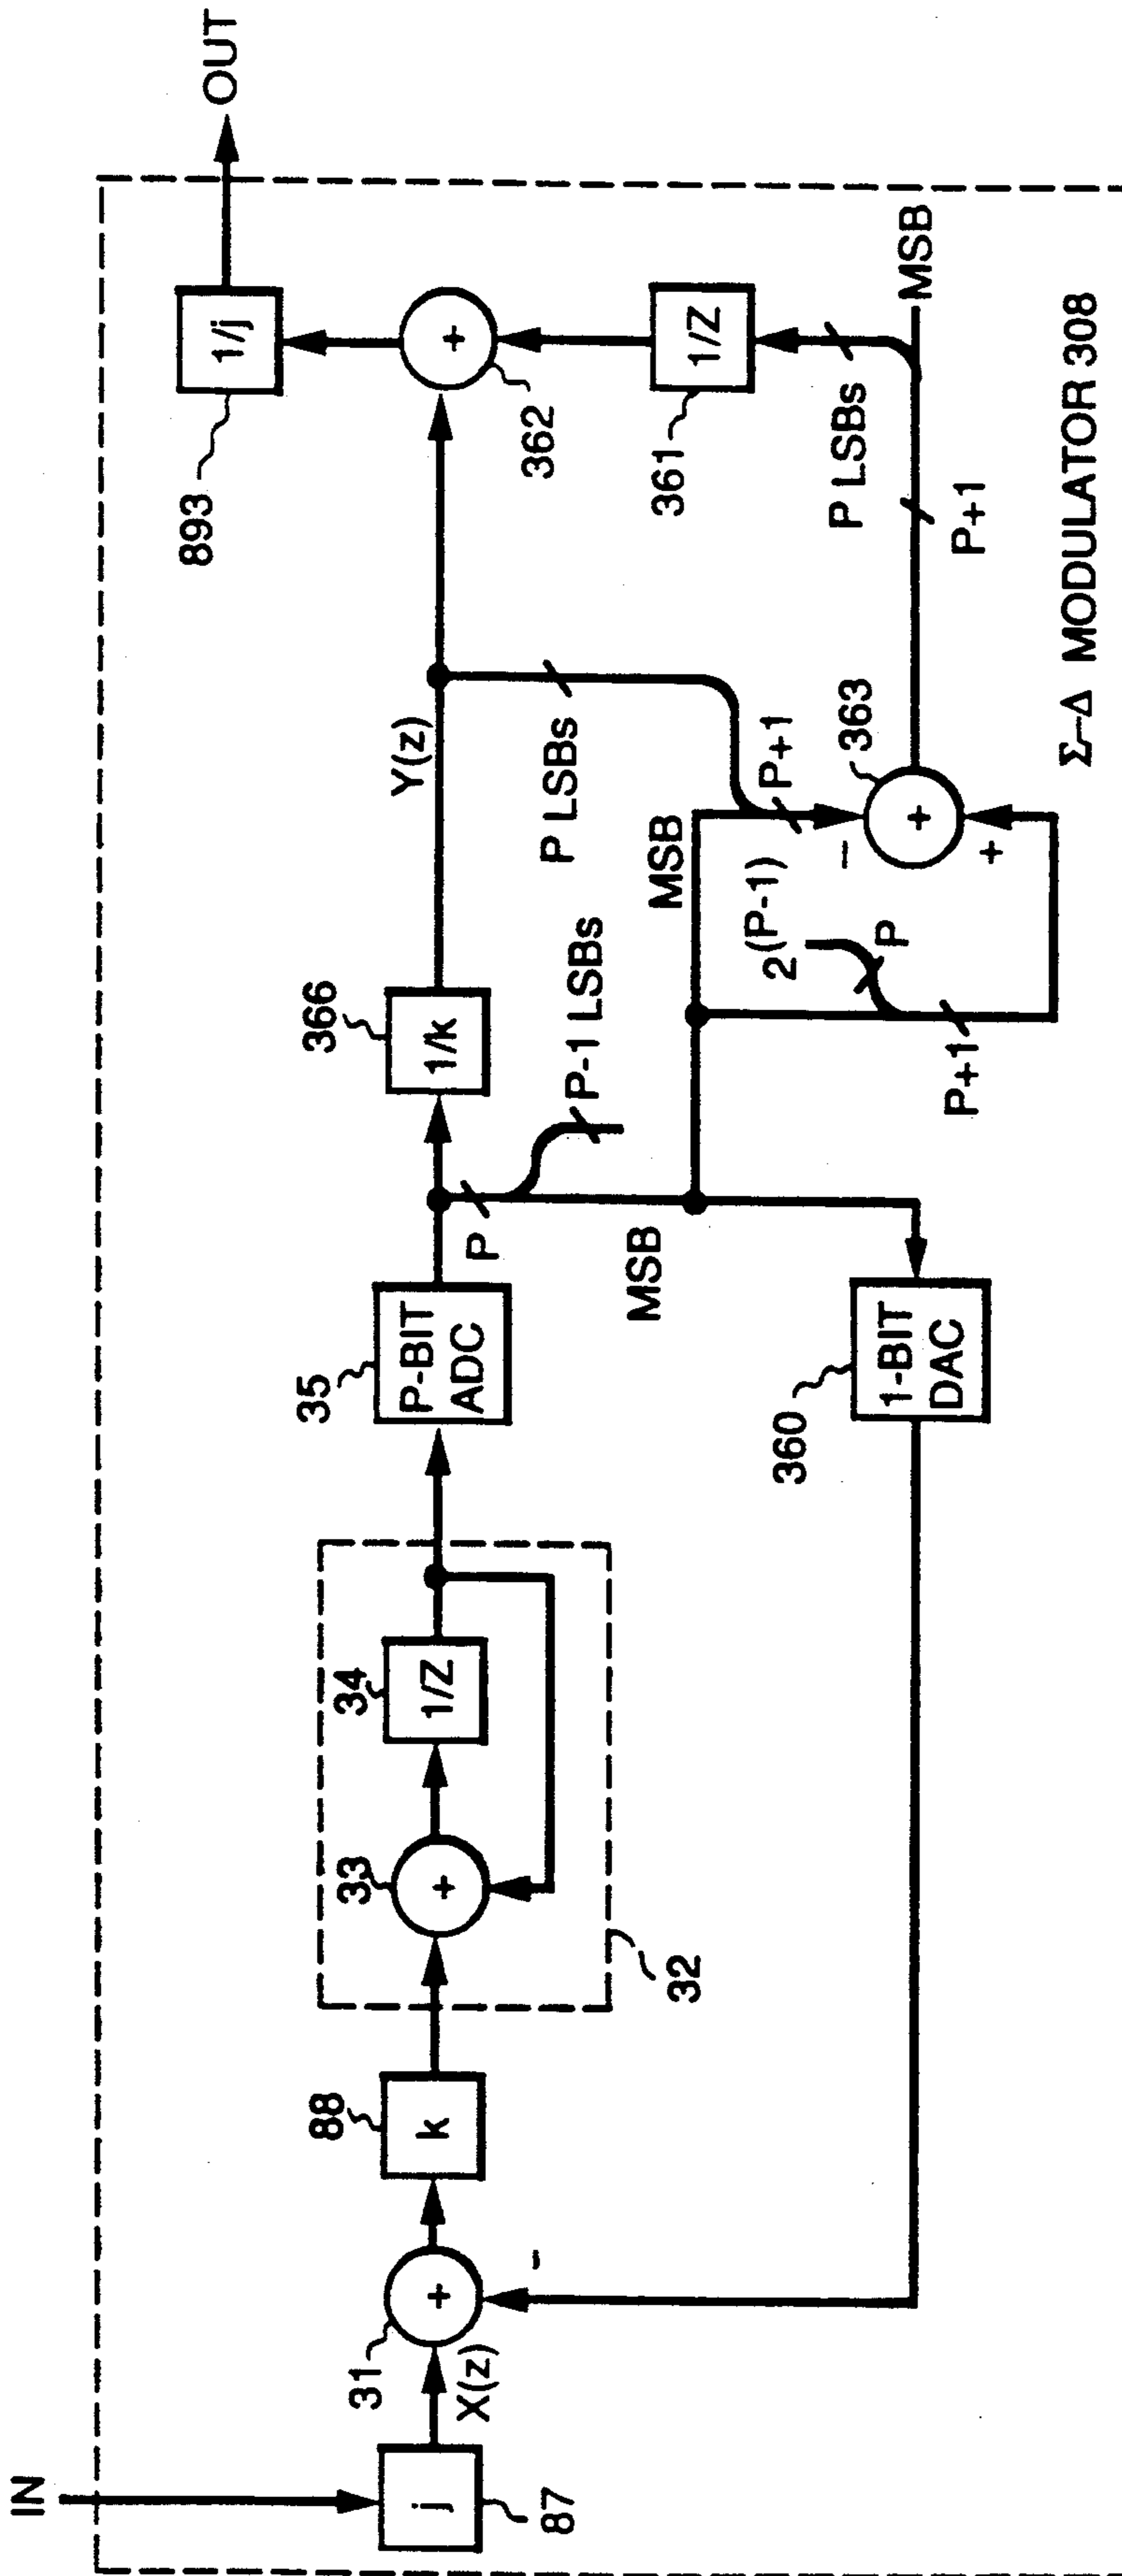 IN
j
87
X(z)
31
+
-
88
k
32
33
+
34
1/Z
35
P-BIT
ADC
P
P-1 LSBs
MSB
360
1-BIT
DAC
366
1/k
Y(z)
P LSBs
MSB
P+1
2(P-1)
P
P+1
−
+
+
363
P+1
P LSBs
MSB
361
1/Z
362
+
893
1/j
OUT
Σ-Δ MODULATOR 308